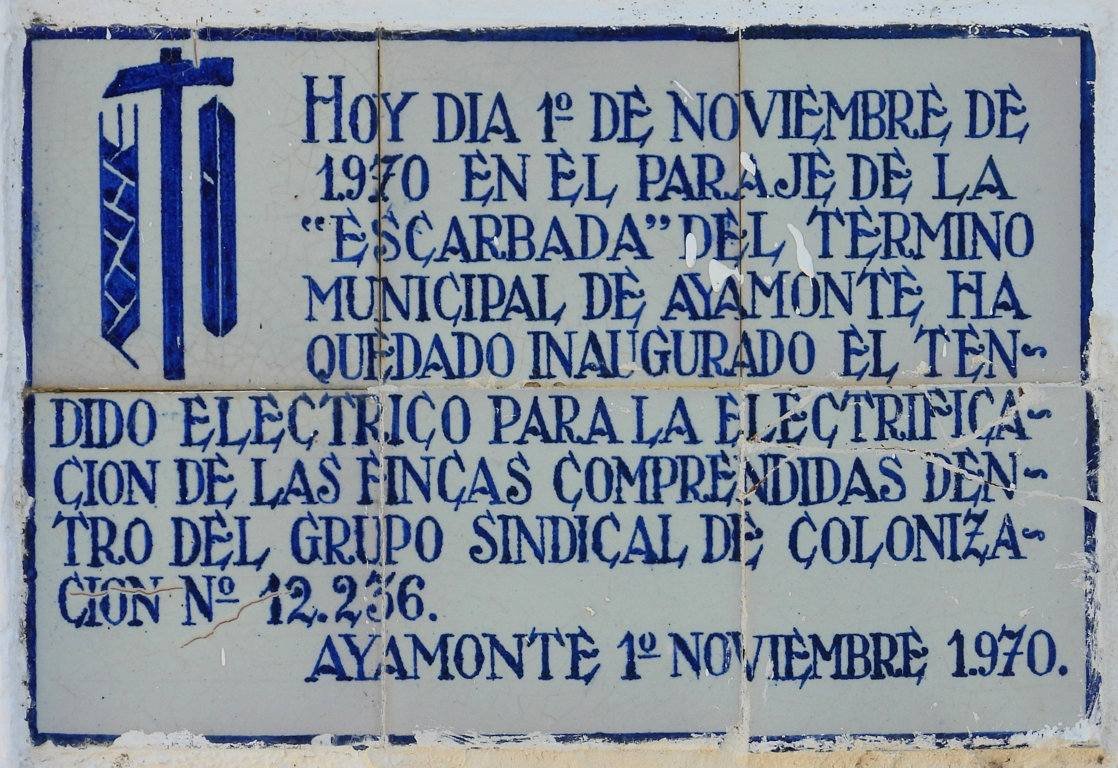 HOY DIA 1º DE NOVIEMBRE DE
1.970 EN EL PARAJE DE LA
“ESCARBADA” DEL TERMINO
MUNICIPAL DE AYAMONTE, HA
QUEDADO INAUGURADO EL TEN-
DIDO ELECTRICO PARA LA ELECTRIFICA-
CION DE LAS FINCAS COMPRENDIDAS DEN-
TRO DEL GRUPO SINDICAL DE COLONIZA-
CION Nº 12.236.
AYAMONTE 1º NOVIEMBRE 1.970.